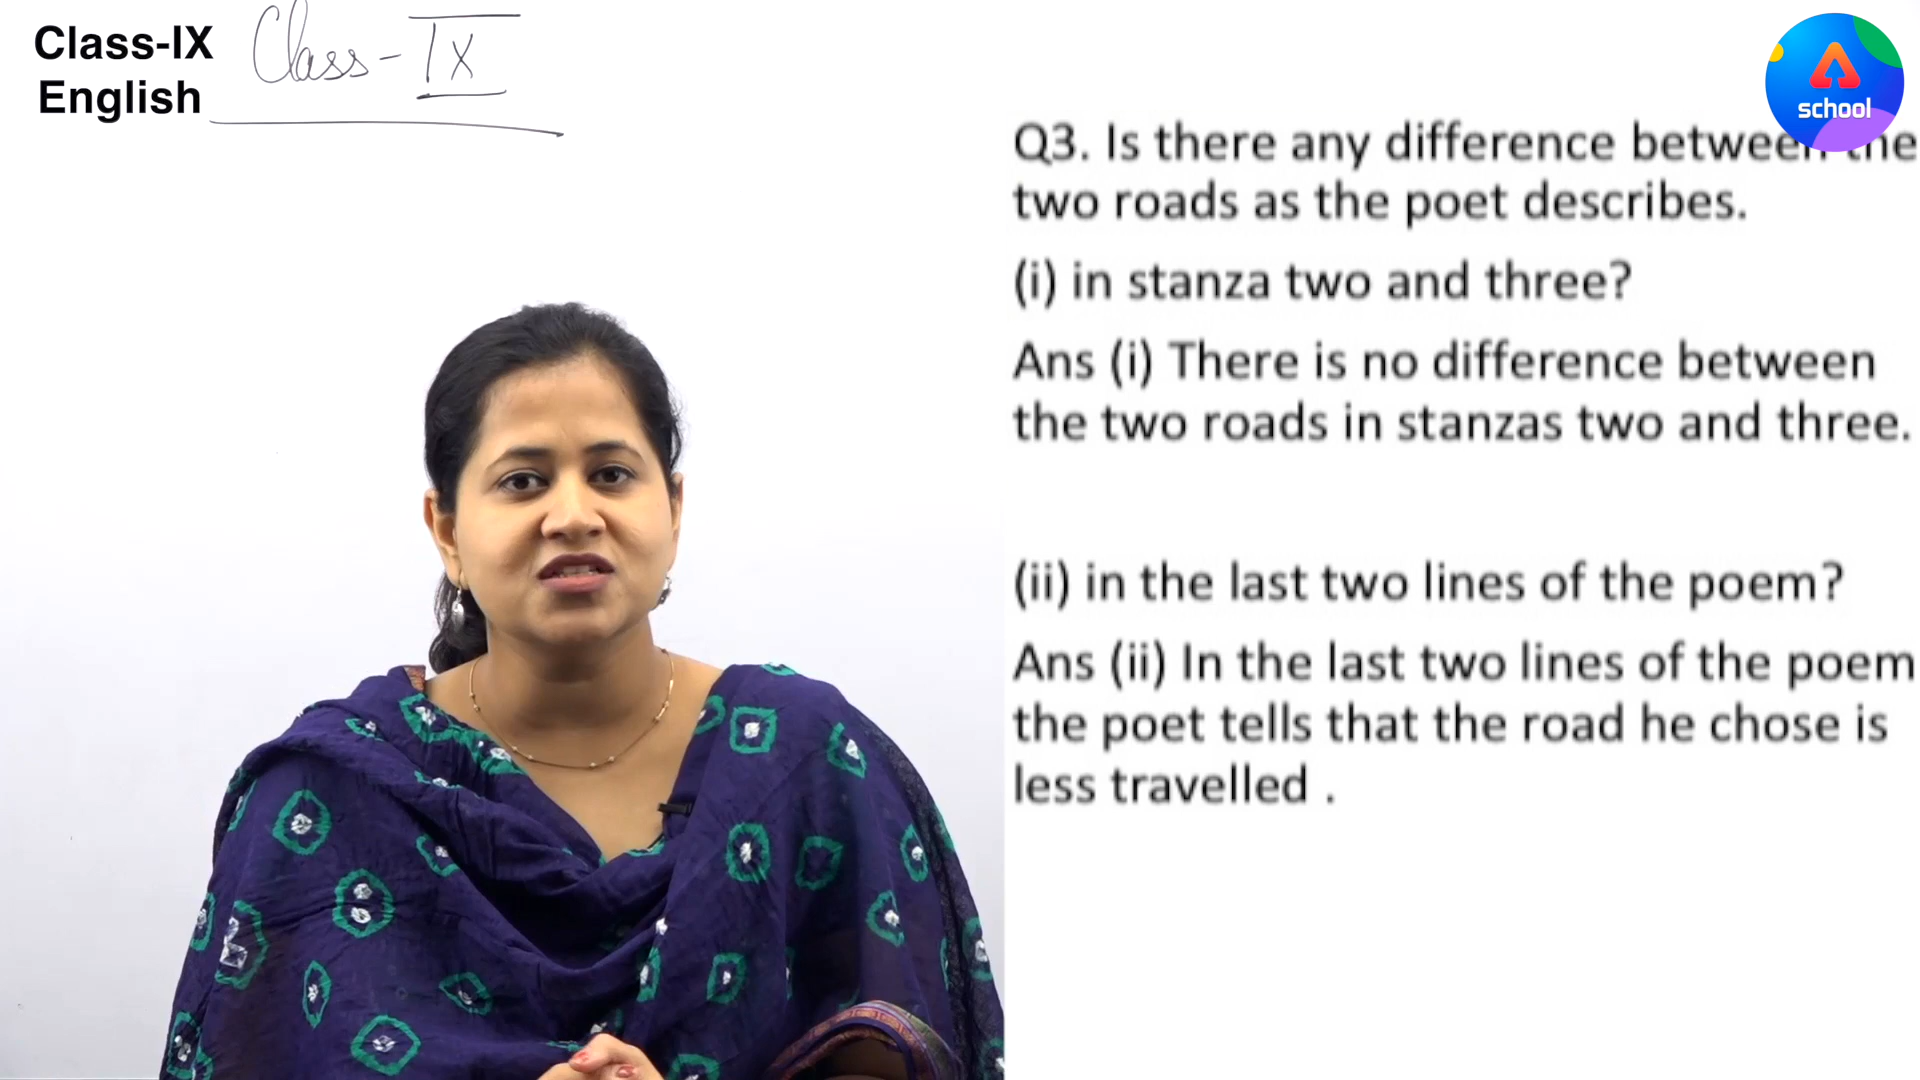 Class-IX
English
Class-IX
school
Q3. Is there any difference between the
two roads as the poet describes.
(i) in stanza two and three?
Ans (i) There is no difference between
the two roads in stanzas two and three.
(ii) in the last two lines of the poem?
Ans (ii) In the last two lines of the poem
the poet tells that the road he chose is
less travelled .